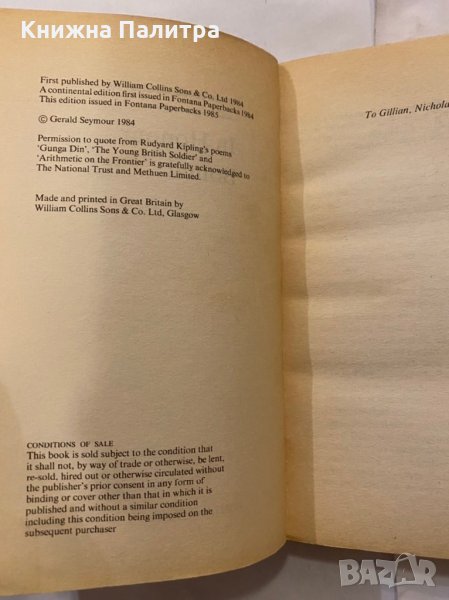 Книжна Палитра
First published by William Collins Sons & Co. Ltd 1984
A continental edition first issued in Fontana Paperbacks 1984
This edition issued in Fontana Paperbacks 1985
© Gerald Seymour 1984
Permission to quote from Rudyard Kipling's poems
'Gunga Din', 'The Young British Soldier' and
'Arithmetic on the Frontier' is gratefully acknowledged to
The National Trust and Methuen Limited.
Made and printed in Great Britain by
William Collins Sons & Co. Ltd, Glasgow
CONDITIONS OF SALE
This book is sold subject to the condition that
it shall not, by way of trade or otherwise, be lent,
re-sold, hired out or otherwise circulated without
the publisher's prior consent in any form of
binding or cover other than that in which it is
published and without a similar condition
including this condition being imposed on the
subsequent purchaser
To Gillian, Nichola
BAZAR